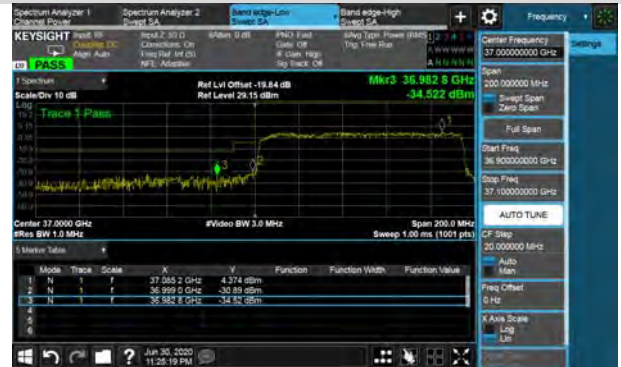 Spectrum Analyzer 1
Channel Power
Spectrum Analyzer 2
Swept SA
Band edge-Low
Swept SA
Band edge-High
Swept SA
+
Frequency
KEYSIGHT Input: RF
Coupling: DC
Align: Auto
Input Z: 50 Ω
Corrections: On
Freq Ref: Int (S)
NFE: Adaptive
#Atten: 0 dB
PNO: Fast
Gate: Off
IF Gain: High
Sig Track: Off
#Avg Type: Power (RMS)
Trig: Free Run
PASS
1 Spectrum
Scale/Div 10 dB
Ref Lvl Offset -19.84 dB
Ref Level 29.15 dBm
Mkr3 36.982 8 GHz
-34.522 dBm
Log
Trace 1 Pass
Center 37.0000 GHz
#Res BW 1.0 MHz
#Video BW 3.0 MHz
Span 200.0 MHz
Sweep 1.00 ms (1001 pts)
5 Marker Table
Mode Trace Scale X Y Function Function Width Function Value
1 N 1 f 37.085 2 GHz 4.374 dBm
2 N 1 f 36.999 0 GHz -30.89 dBm
3 N 1 f 36.982 8 GHz -34.52 dBm
4
5
6
Jun 30, 2020
11:25:19 PM
Center Frequency
37.000000000 GHz
Settings
Span
200.000000 MHz
Swept Span
Zero Span
Full Span
Start Freq
36.900000000 GHz
Stop Freq
37.100000000 GHz
AUTO TUNE
CF Step
20.000000 MHz
Auto
Man
Freq Offset
0 Hz
X Axis Scale
Log
Lin